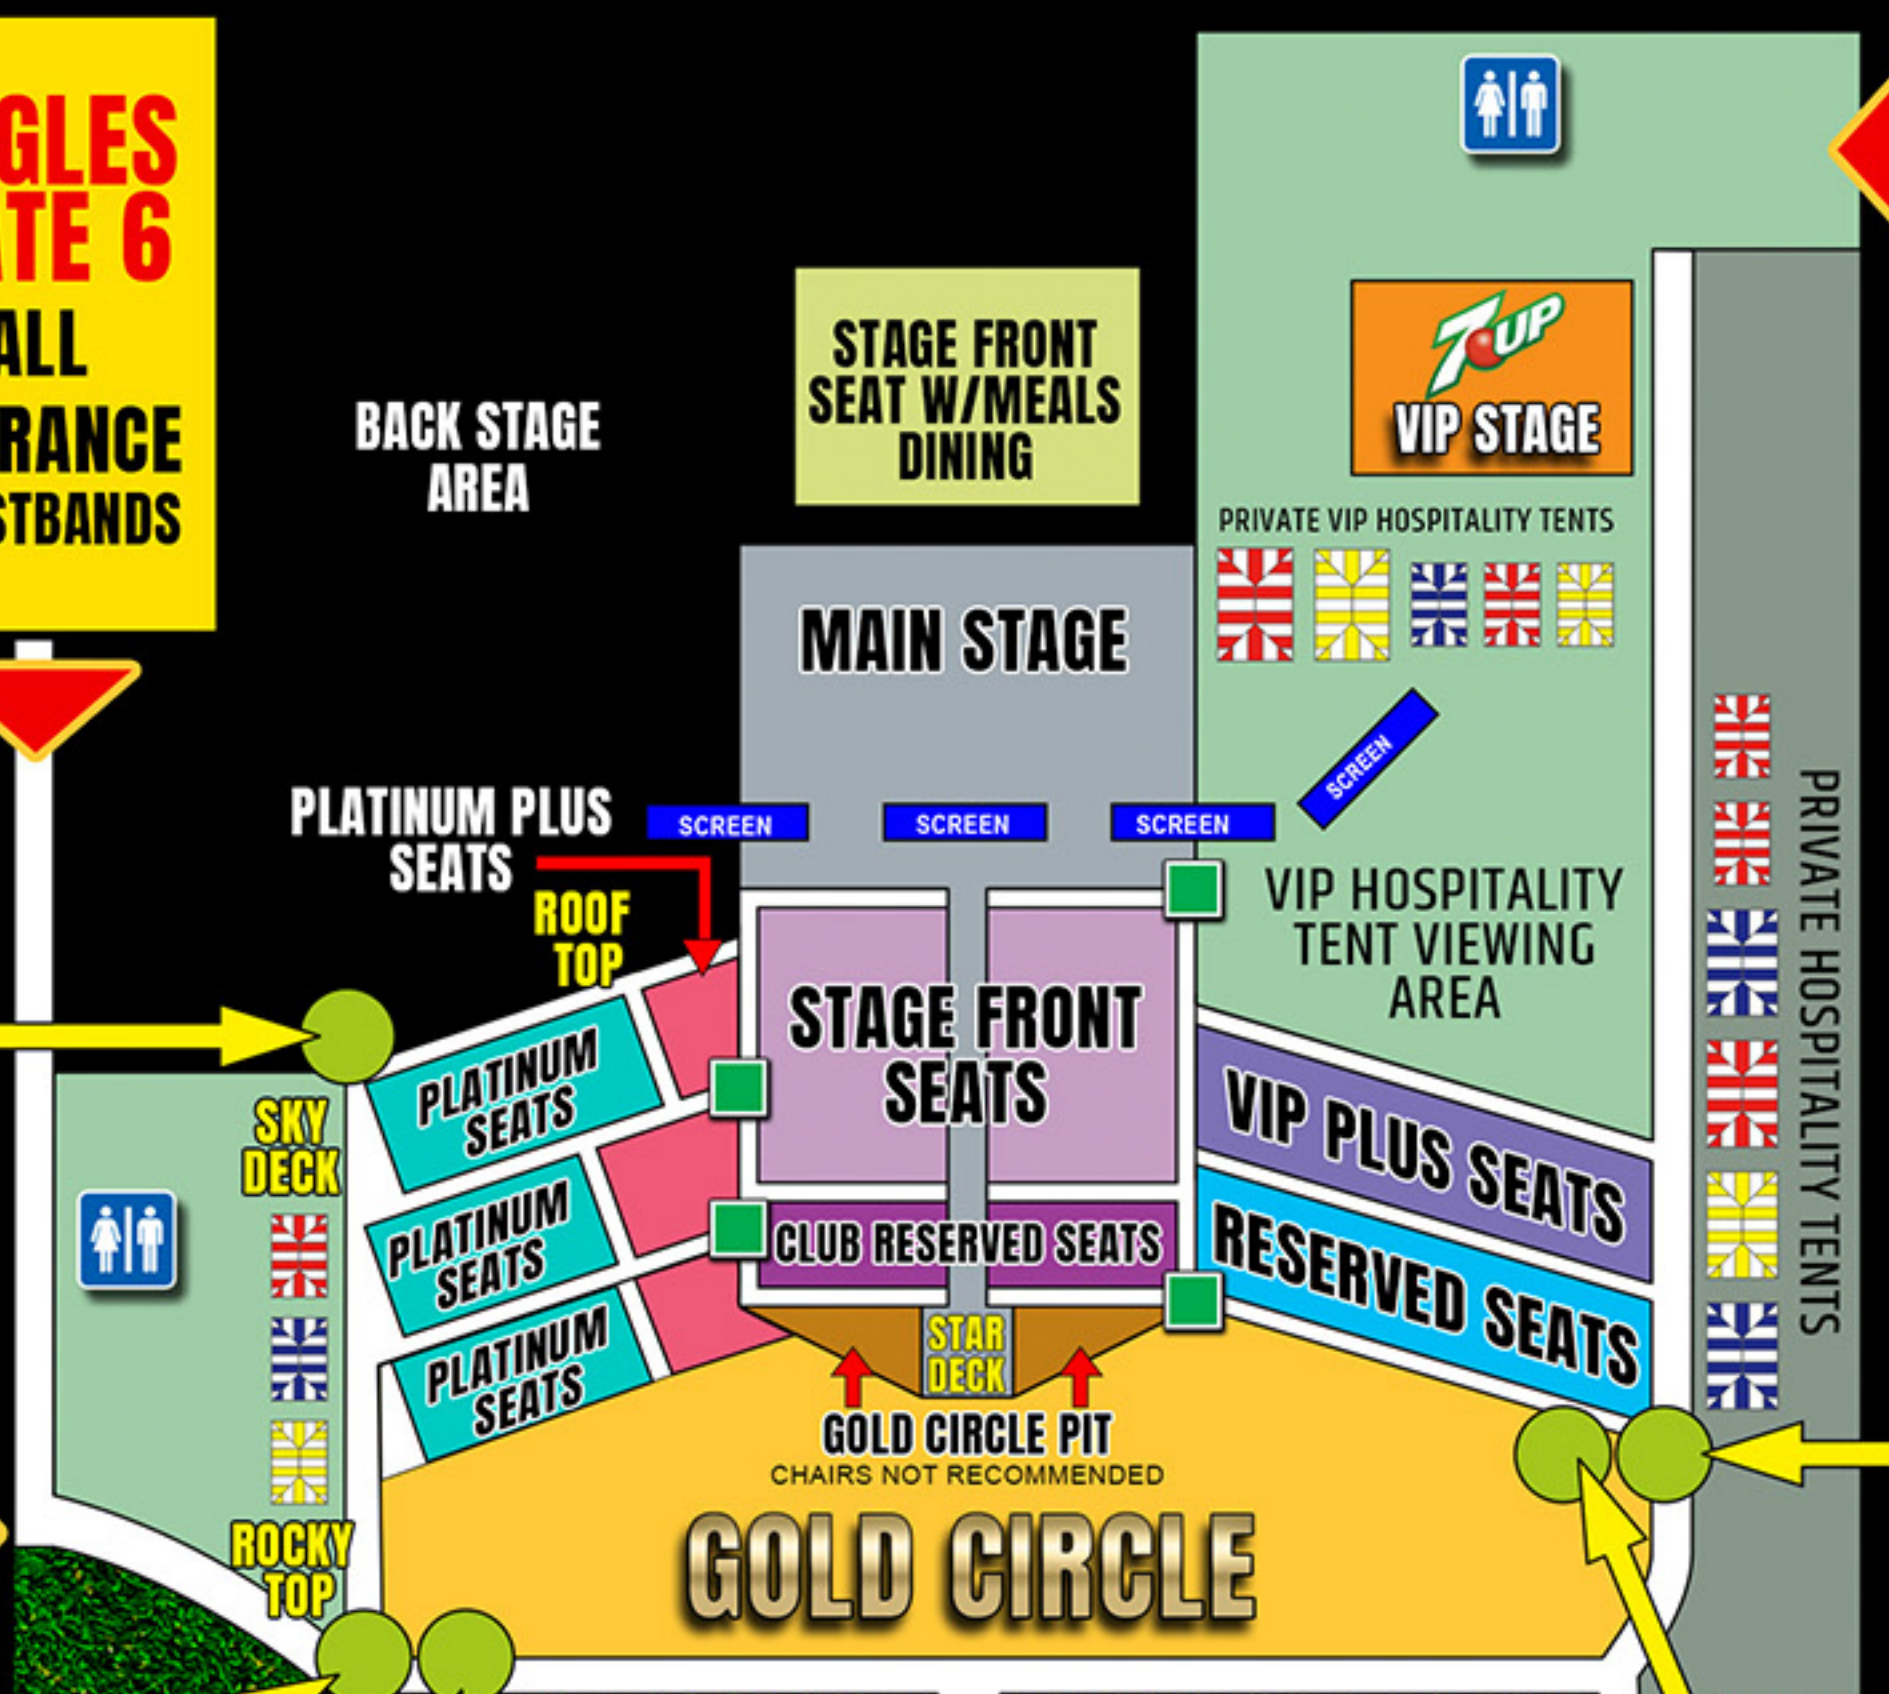 GLES
ATE 6
ALL
RANCE
STBANDS
BACK STAGE
AREA
STAGE FRONT
SEAT W/MEALS
DINING
7UP
VIP STAGE
PRIVATE VIP HOSPITALITY TENTS
MAIN STAGE
SCREEN
SCREEN
SCREEN
SCREEN
PLATINUM PLUS
SEATS
ROOF
TOP
VIP HOSPITALITY
TENT VIEWING
AREA
PRIVATE HOSPITALITY TENTS
STAGE FRONT
SEATS
PLATINUM
SEATS
PLATINUM
SEATS
PLATINUM
SEATS
SKY
DECK
VIP PLUS SEATS
CLUB RESERVED SEATS
RESERVED SEATS
STAR
DECK
GOLD CIRCLE PIT
CHAIRS NOT RECOMMENDED
GOLD CIRCLE
ROCKY
TOP